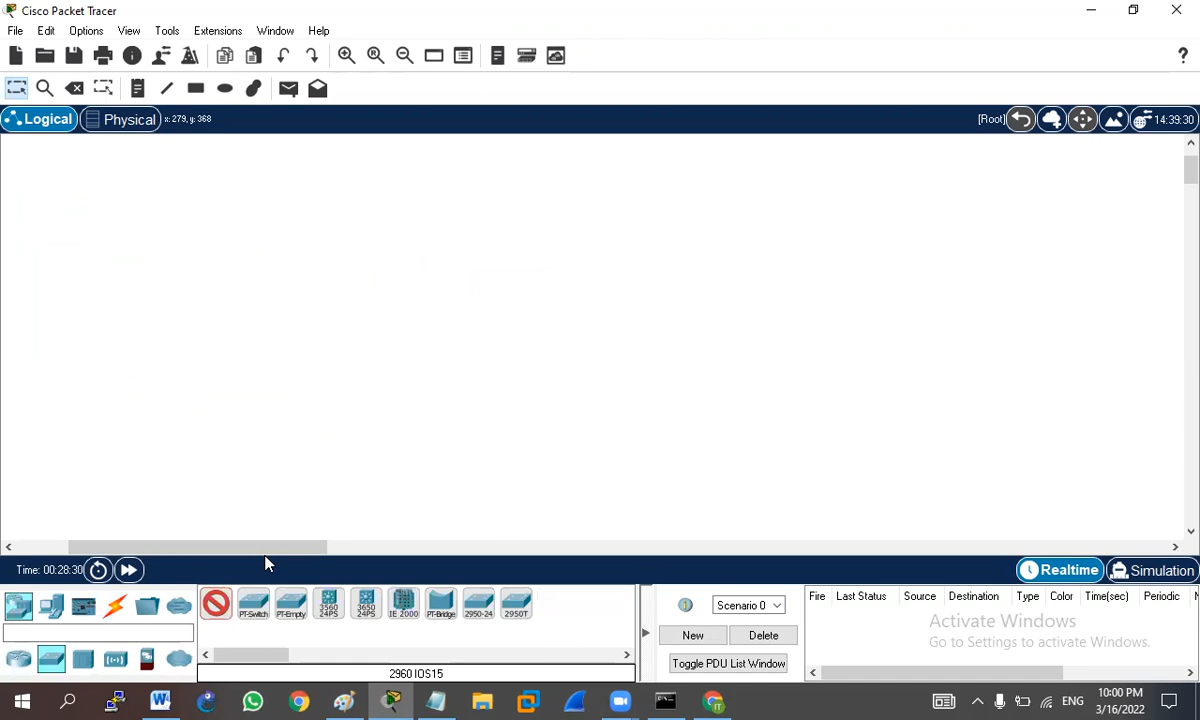 Cisco Packet Tracer
File Edit Options View Tools Extensions Window Help
?
Logical Physical x: 279, y: 368 [Root] 14:39:30
Time: 00:28:30 Realtime Simulation
PT-Switch PT-Empty 3560 24PS 3650 24PS IE 2000 PT-Bridge 2950-24 2950T
2960 IOS15
Scenario 0
New Delete
Toggle PDU List Window
Fire Last Status Source Destination Type Color Time(sec) Periodic
Activate Windows
Go to Settings to activate Windows.
ENG
10:00 PM
3/16/2022